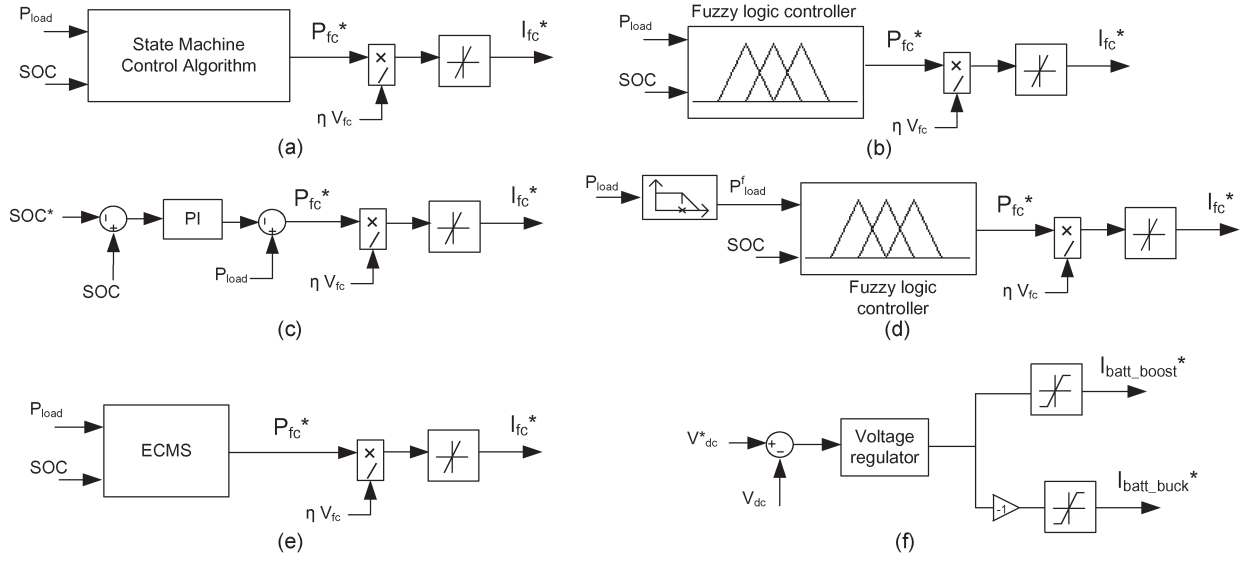 P_load
SOC
State Machine
Control Algorithm
P_fc*
×
/
η V_fc
I_fc*
(a)
Fuzzy logic controller
P_load
SOC
P_fc*
×
/
η V_fc
I_fc*
(b)
SOC*
-
+
SOC
PI
-
+
P_load
P_fc*
×
/
η V_fc
I_fc*
(c)
P_load
P^f_load
SOC
Fuzzy logic
controller
P_fc*
×
/
η V_fc
I_fc*
(d)
P_load
SOC
ECMS
P_fc*
×
/
η V_fc
I_fc*
(e)
V*_dc
+
−
V_dc
Voltage
regulator
I_batt_boost*
-1
I_batt_buck*
(f)